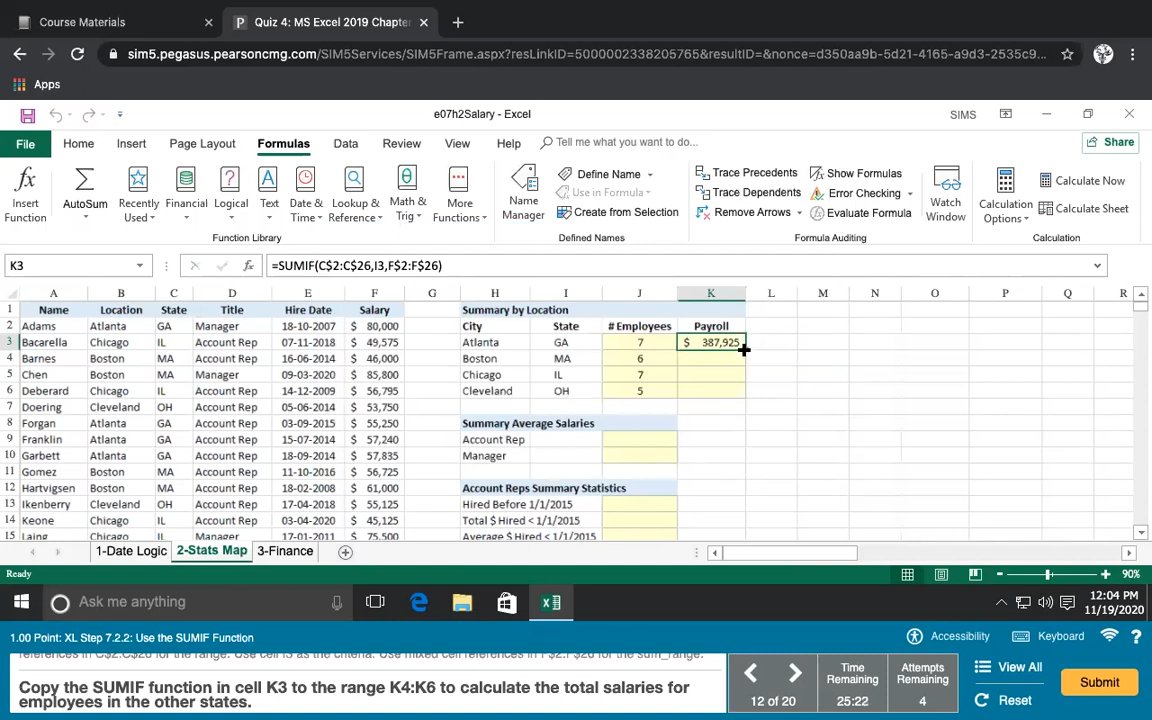 Course Materials
Quiz 4: MS Excel 2019 Chapter
sim5.pegasus.pearsoncmg.com/SIM5Services/SIM5Frame.aspx?resLinkID=5000002338205765&resultID=&nonce=d350aa9b-5d21-4165-a9d3-2535c9...
Apps
e07h2Salary - Excel
SIMS
File Home Insert Page Layout Formulas Data Review View Help Tell me what you want to do... Share
Insert Function
AutoSum
Recently Used
Financial
Logical
Text
Date & Time
Lookup & Reference
Math & Trig
More Functions
Name Manager
Define Name
Use in Formula
Create from Selection
Trace Precedents
Trace Dependents
Remove Arrows
Show Formulas
Error Checking
Evaluate Formula
Watch Window
Calculation Options
Calculate Now
Calculate Sheet
Function Library
Defined Names
Formula Auditing
Calculation
K3 fx =SUMIF(C$2:C$26,I3,F$2:F$26)
A B C D E F G H I J K L M N O P Q R
1 Name Location State Title Hire Date Salary Summary by Location
2 Adams Atlanta GA Manager 18-10-2007 $ 80,000 City State # Employees Payroll
3 Bacarella Chicago IL Account Rep 07-11-2018 $ 49,575 Atlanta GA 7 $ 387,925
4 Barnes Boston MA Account Rep 16-06-2014 $ 46,000 Boston MA 6
5 Chen Boston MA Manager 09-03-2020 $ 85,800 Chicago IL 7
6 Deberard Chicago IL Account Rep 14-12-2009 $ 56,795 Cleveland OH 5
7 Doering Cleveland OH Account Rep 05-06-2014 $ 53,750
8 Forgan Atlanta GA Account Rep 03-09-2015 $ 55,250 Summary Average Salaries
9 Franklin Atlanta GA Account Rep 15-07-2014 $ 57,240 Account Rep
10 Garbett Atlanta GA Account Rep 18-09-2014 $ 57,835 Manager
11 Gomez Boston MA Account Rep 11-10-2016 $ 56,725
12 Hartvigsen Boston MA Account Rep 18-02-2008 $ 61,000 Account Reps Summary Statistics
13 Ikenberry Cleveland OH Account Rep 17-04-2018 $ 55,125 Hired Before 1/1/2015
14 Keone Chicago IL Account Rep 03-04-2020 $ 45,125 Total $ Hired < 1/1/2015
15 Laing Chicago IL Manager 01-11-2016 $ 75,500 Average $ Hired < 1/1/2015
1-Date Logic 2-Stats Map 3-Finance
Ready 90%
Ask me anything
12:04 PM
11/19/2020
1.00 Point: XL Step 7.2.2: Use the SUMIF Function
Accessibility Keyboard ?
references in C$2:C$26 for the range. Use cell I3 as the criteria. Use mixed cell references in F$2:F$26 for the sum_range.
Copy the SUMIF function in cell K3 to the range K4:K6 to calculate the total salaries for
employees in the other states.
12 of 20
Time Remaining
25:22
Attempts Remaining
4
View All
Reset
Submit